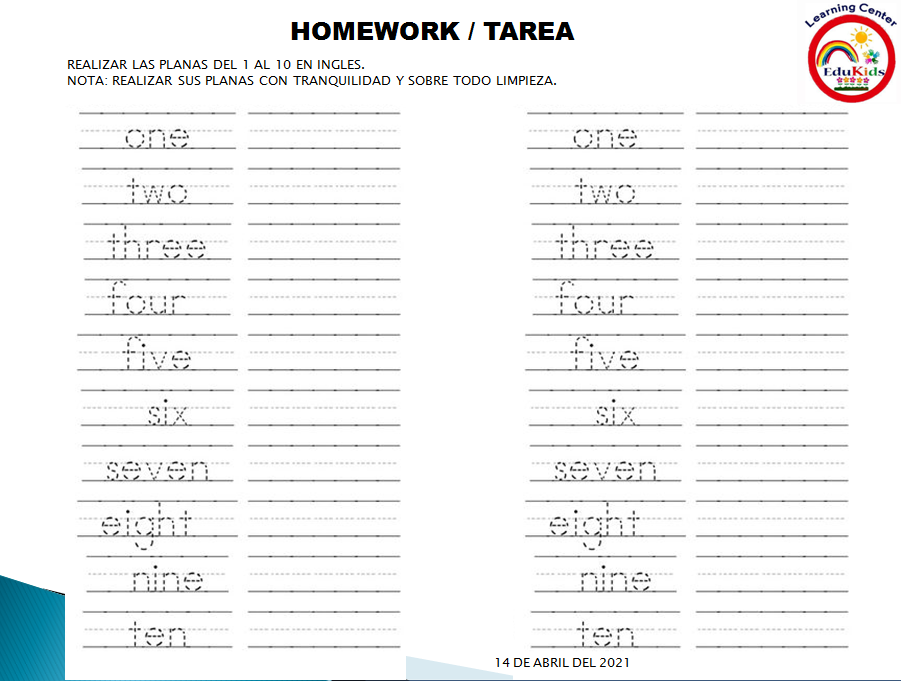 HOMEWORK / TAREA
Learning Center
EduKids
REALIZAR LAS PLANAS DEL 1 AL 10 EN INGLES.
NOTA: REALIZAR SUS PLANAS CON TRANQUILIDAD Y SOBRE TODO LIMPIEZA.
one one
two two
three three
four four
five five
six six
seven seven
eight eight
nine nine
ten ten
14 DE ABRIL DEL 2021